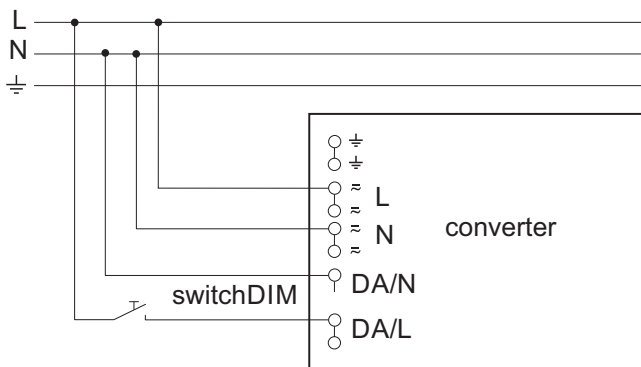 L
N
L
N
converter
DA/N
switchDIM
DA/L